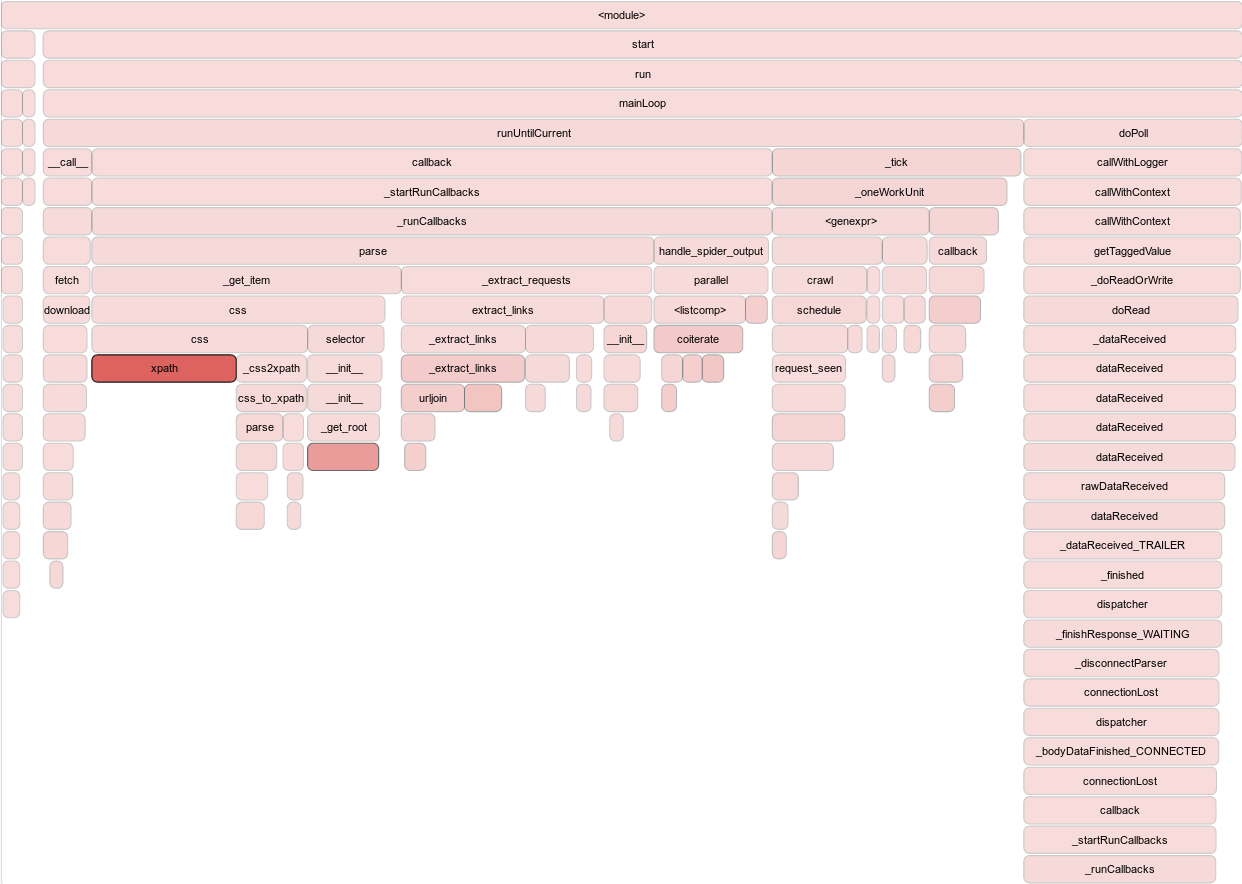 <module>
start
run
mainLoop
runUntilCurrent doPoll
__call__ callback _tick callWithLogger
_startRunCallbacks _oneWorkUnit callWithContext
_runCallbacks <genexpr> callWithContext
parse handle_spider_output callback getTaggedValue
fetch _get_item _extract_requests parallel crawl _doReadOrWrite
download css extract_links <listcomp> schedule doRead
css selector _extract_links __init__ coiterate _dataReceived
xpath _css2xpath __init__ _extract_links request_seen dataReceived
css_to_xpath __init__ urljoin dataReceived
parse _get_root dataReceived
dataReceived
rawDataReceived
dataReceived
_dataReceived_TRAILER
_finished
dispatcher
_finishResponse_WAITING
_disconnectParser
connectionLost
dispatcher
_bodyDataFinished_CONNECTED
connectionLost
callback
_startRunCallbacks
_runCallbacks